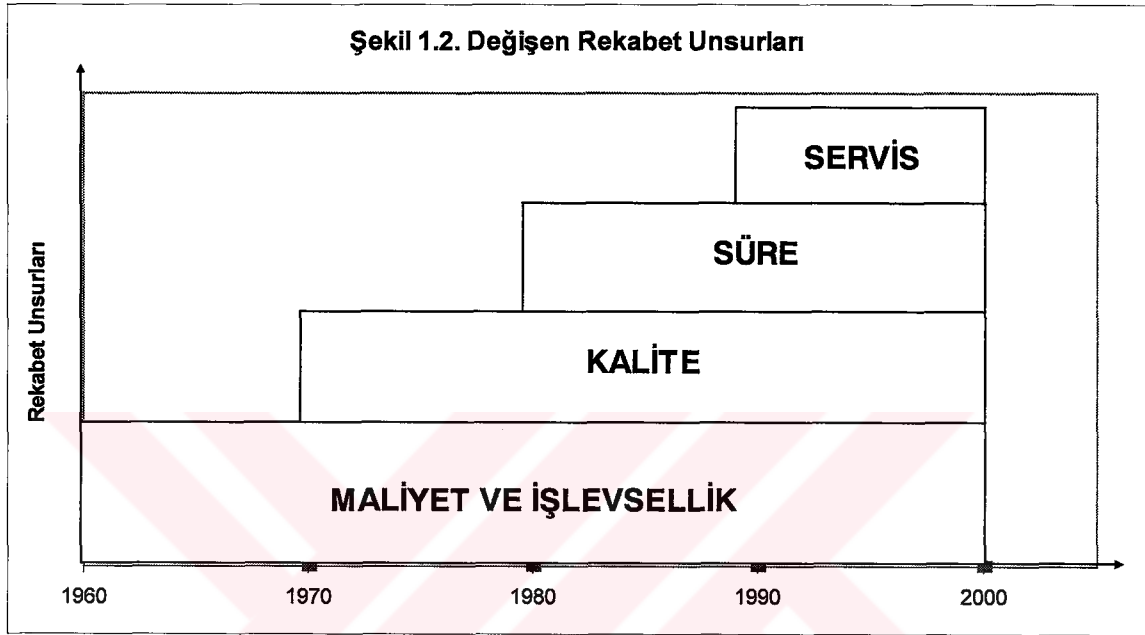 Şekil 1.2. Değişen Rekabet Unsurları
SERVİS
SÜRE
KALİTE
MALİYET VE İŞLEVSELLİK
Rekabet Unsurları
1960 1970 1980 1990 2000